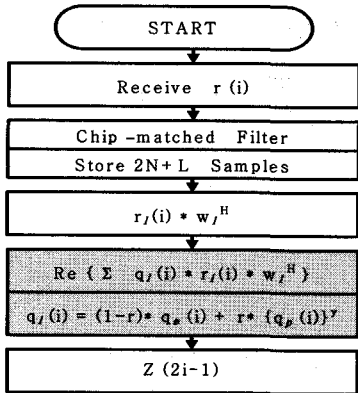 START
Receive r(i)
Chip-matched Filter
Store 2N+L Samples
r_l(i) * w_l^H
Re { Σ q_l(i) * r_l(i) * w_l^H }
q_l(i) = (1-r)* q_e(i) + r* {q_p(i)}^y
Z(2i-1)